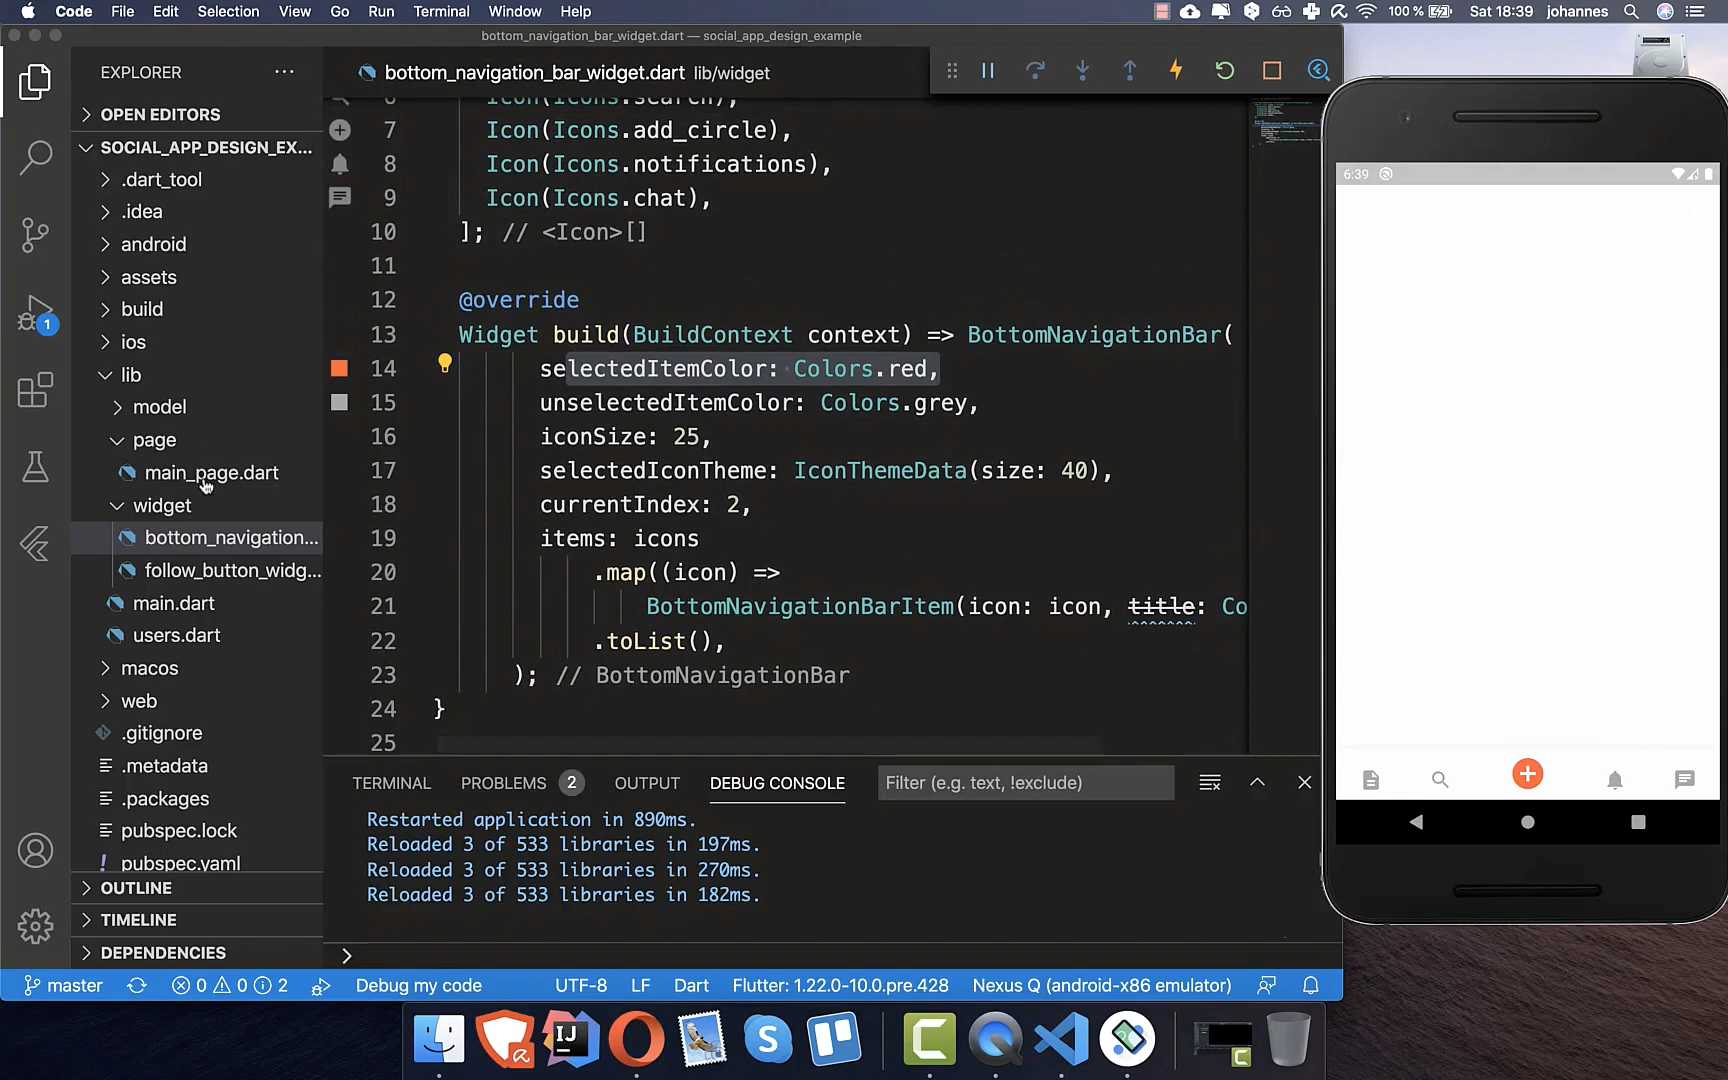 Code File Edit Selection View Go Run Terminal Window Help
100 % Sat 18:39 johannes
bottom_navigation_bar_widget.dart — social_app_design_example
EXPLORER
bottom_navigation_bar_widget.dart lib/widget
OPEN EDITORS
SOCIAL_APP_DESIGN_EX...
.dart_tool
.idea
android
assets
build
ios
lib
model
page
main_page.dart
widget
bottom_navigation...
follow_button_widg...
main.dart
users.dart
macos
web
.gitignore
.metadata
.packages
pubspec.lock
pubspec.yaml
OUTLINE
TIMELINE
DEPENDENCIES
1
6 Icon(Icons.search),
7 Icon(Icons.add_circle),
8 Icon(Icons.notifications),
9 Icon(Icons.chat),
10 ]; // <Icon>[]
11
12 @override
13 Widget build(BuildContext context) => BottomNavigationBar(
14 selectedItemColor: Colors.red,
15 unselectedItemColor: Colors.grey,
16 iconSize: 25,
17 selectedIconTheme: IconThemeData(size: 40),
18 currentIndex: 2,
19 items: icons
20 .map((icon) =>
21 BottomNavigationBarItem(icon: icon, title: Co
22 .toList(),
23 ); // BottomNavigationBar
24 }
25
TERMINAL PROBLEMS 2 OUTPUT DEBUG CONSOLE Filter (e.g. text, !exclude)
Restarted application in 890ms.
Reloaded 3 of 533 libraries in 197ms.
Reloaded 3 of 533 libraries in 270ms.
Reloaded 3 of 533 libraries in 182ms.
master 0 0 2 Debug my code UTF-8 LF Dart Flutter: 1.22.0-10.0.pre.428 Nexus Q (android-x86 emulator)
6:39
IJ
S
C
C